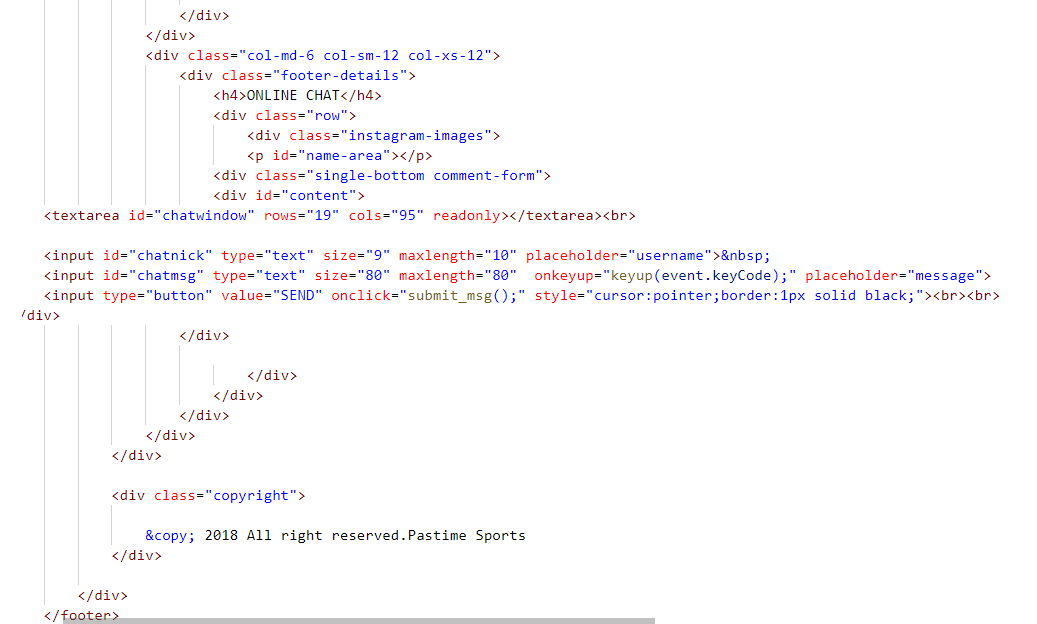 </div>
</div>
<div class="col-md-6 col-sm-12 col-xs-12">
<div class="footer-details">
<h4>ONLINE CHAT</h4>
<div class="row">
<div class="instagram-images">
<p id="name-area"></p>
<div class="single-bottom comment-form">
<div id="content">
<textarea id="chatwindow" rows="19" cols="95" readonly></textarea><br>
<input id="chatnick" type="text" size="9" maxlength="10" placeholder="username">&nbsp;
<input id="chatmsg" type="text" size="80" maxlength="80"  onkeyup="keyup(event.keyCode);" placeholder="message">
<input type="button" value="SEND" onclick="submit_msg();" style="cursor:pointer;border:1px solid black;"><br><br>
/div>
</div>
</div>
</div>
</div>
</div>
</div>
<div class="copyright">
&copy; 2018 All right reserved.Pastime Sports
</div>
</div>
</footer>